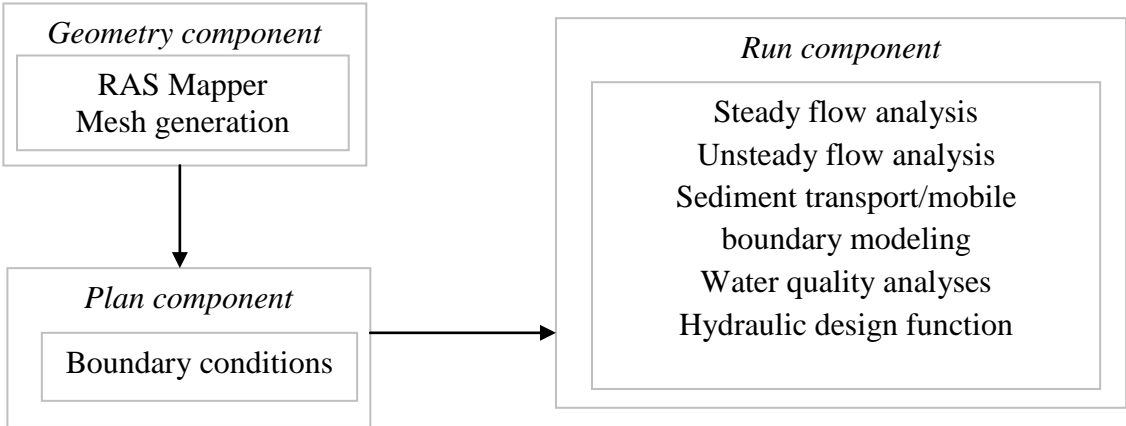 Geometry component
RAS Mapper
Mesh generation
Plan component
Boundary conditions
Run component
Steady flow analysis
Unsteady flow analysis
Sediment transport/mobile
boundary modeling
Water quality analyses
Hydraulic design function